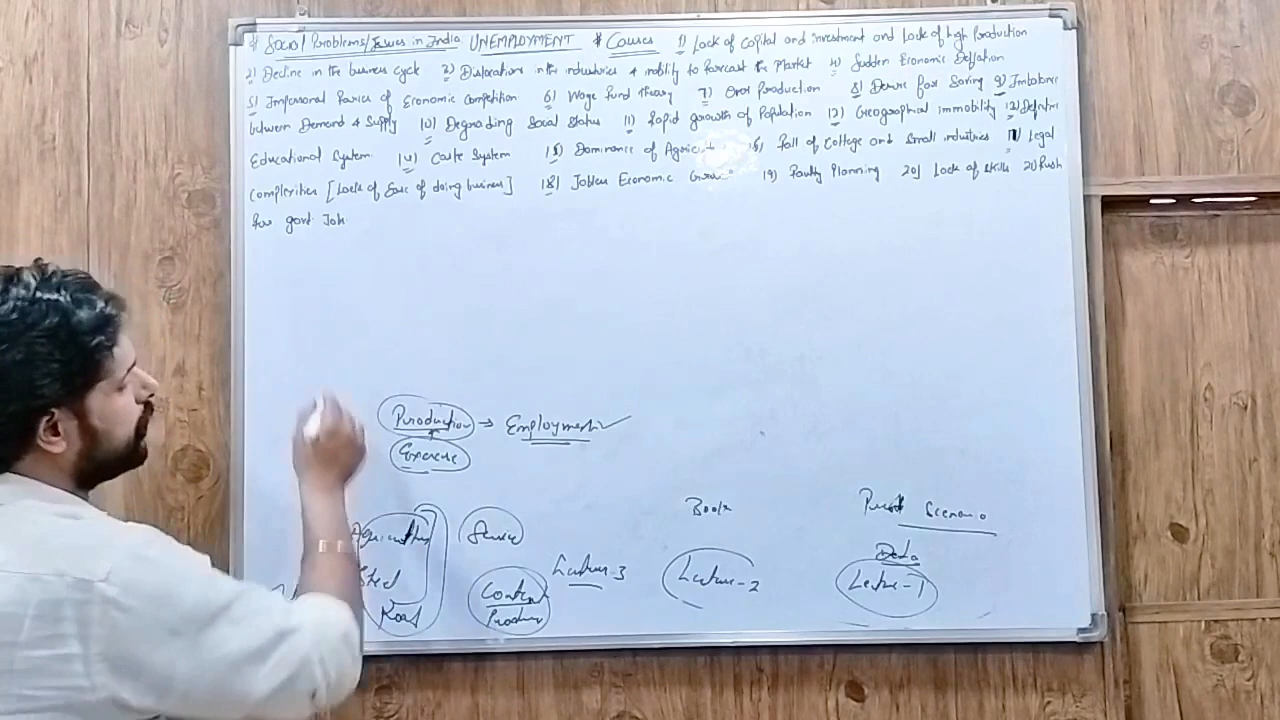 # Social Problems/Issues in India UNEMPLOYMENT # Causes 1) Lack of Capital and investment and Lack of high Production
2) Decline in the business cycle 3) Dislocations in the industries & inability to forecast the Market 4) Sudden Economic Deflation
5) Impersonal forces of Economic Competition 6) Wage fund theory 7) Over Production 8) Desire for Saving 9) Imbalance
between Demand & Supply 10) Degrading Social Status 11) Rapid growth of Population 12) Geographical immobility 13) Defective
Educational System 14) Caste System 15) Dominance of 16) Fall of Cottage and Small industries 17) Legal
Complexities [Lack of Ease of doing business] 18) Jobless Economic 19) Faulty Planning 20) Lack of skills 21) Rush
for govt. Job
Production → Employment
Service
Book
Scenario
Data
Steel
Road
Lecture-3
Lecture-2
Lecture-1